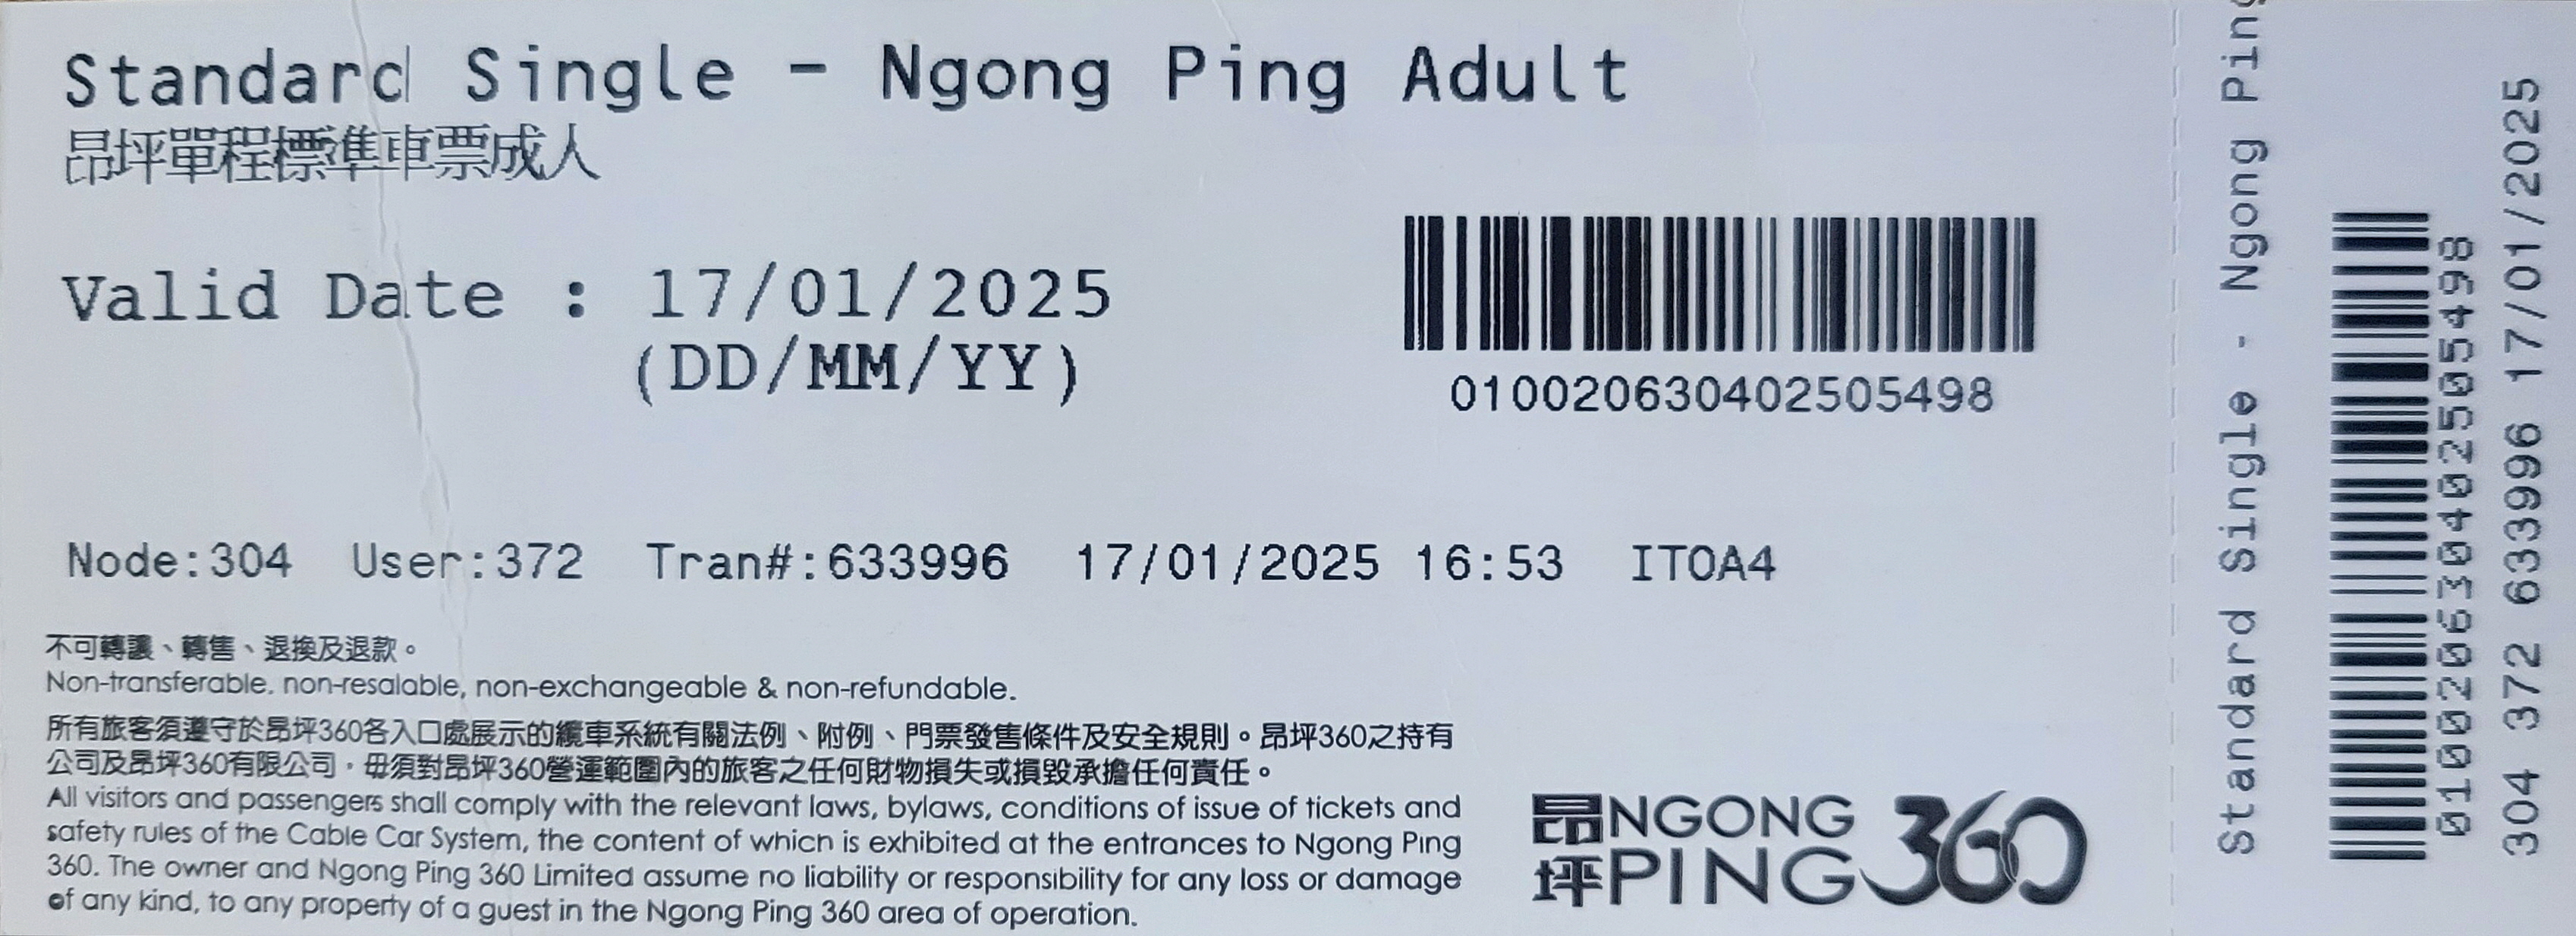 Standard Single - Ngong Ping Adult
昂坪單程標準車票成人
Valid Date : 17/01/2025
(DD/MM/YY)
010020630402505498
Node:304 User:372 Tran#:633996 17/01/2025 16:53 ITOA4
不可轉讓、轉售、退換及退款。
Non-transferable, non-resalable, non-exchangeable & non-refundable.
所有旅客須遵守於昂坪360各入口處展示的纜車系統有關法例、附例、門票發售條件及安全規則。昂坪360之持有
公司及昂坪360有限公司，毋須對昂坪360營運範圍內的旅客之任何財物損失或損毀承擔任何責任。
All visitors and passengers shall comply with the relevant laws, bylaws, conditions of issue of tickets and
safety rules of the Cable Car System, the content of which is exhibited at the entrances to Ngong Ping
360. The owner and Ngong Ping 360 Limited assume no liability or responsibility for any loss or damage
of any kind, to any property of a guest in the Ngong Ping 360 area of operation.
昂坪 NGONG PING 360
Standard Single - Ngong Ping
010020630402505498
304 372 633996 17/01/2025